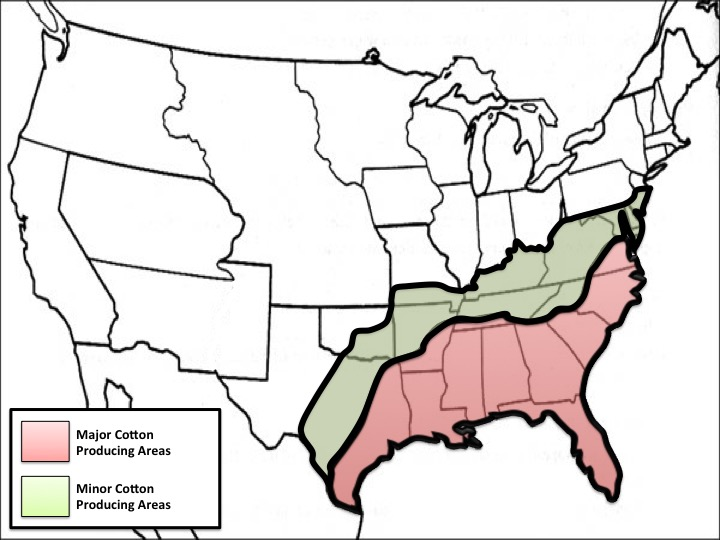 Major Cotton
Producing Areas
Minor Cotton
Producing Areas